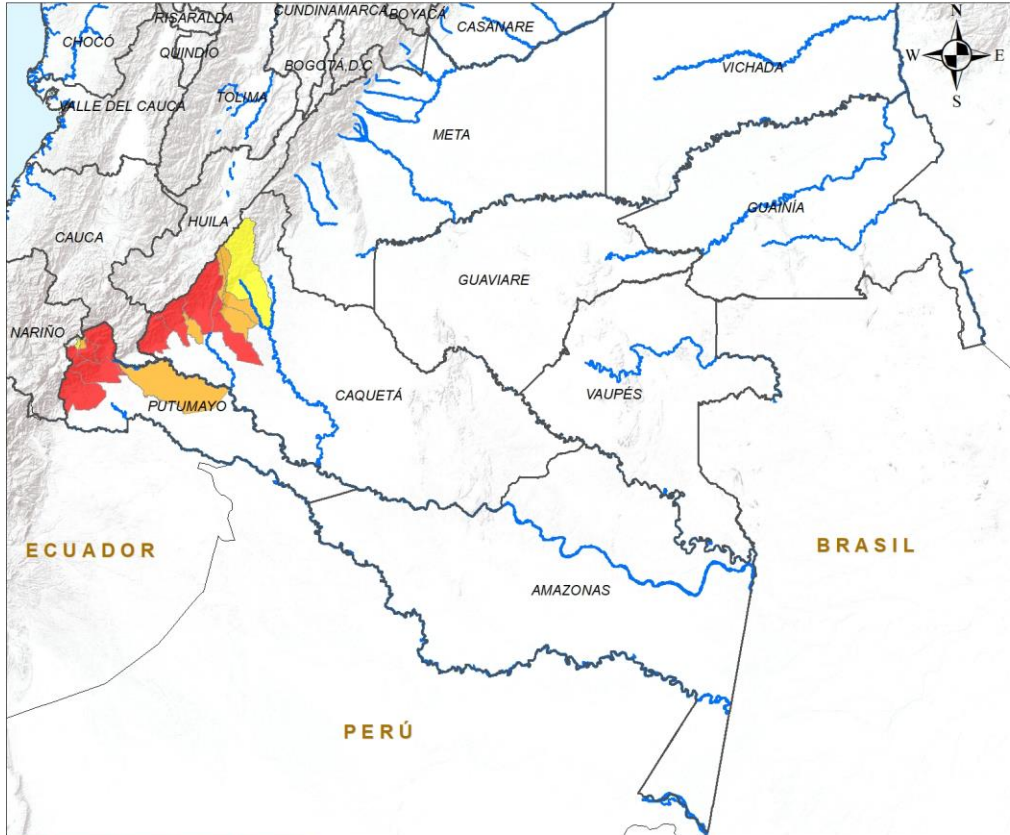 RISARALDA
CUNDINAMARCA
BOYACÁ
CASANARE
N
CHOCÓ
QUINDÍO
BOGOTÁ,D.C
W
E
VICHADA
S
VALLE DEL CAUCA
TOLIMA
META
HUILA
GUAINÍA
CAUCA
GUAVIARE
NARIÑO
CAQUETÁ
VAUPÉS
PUTUMAYO
ECUADOR
BRASIL
AMAZONAS
PERÚ